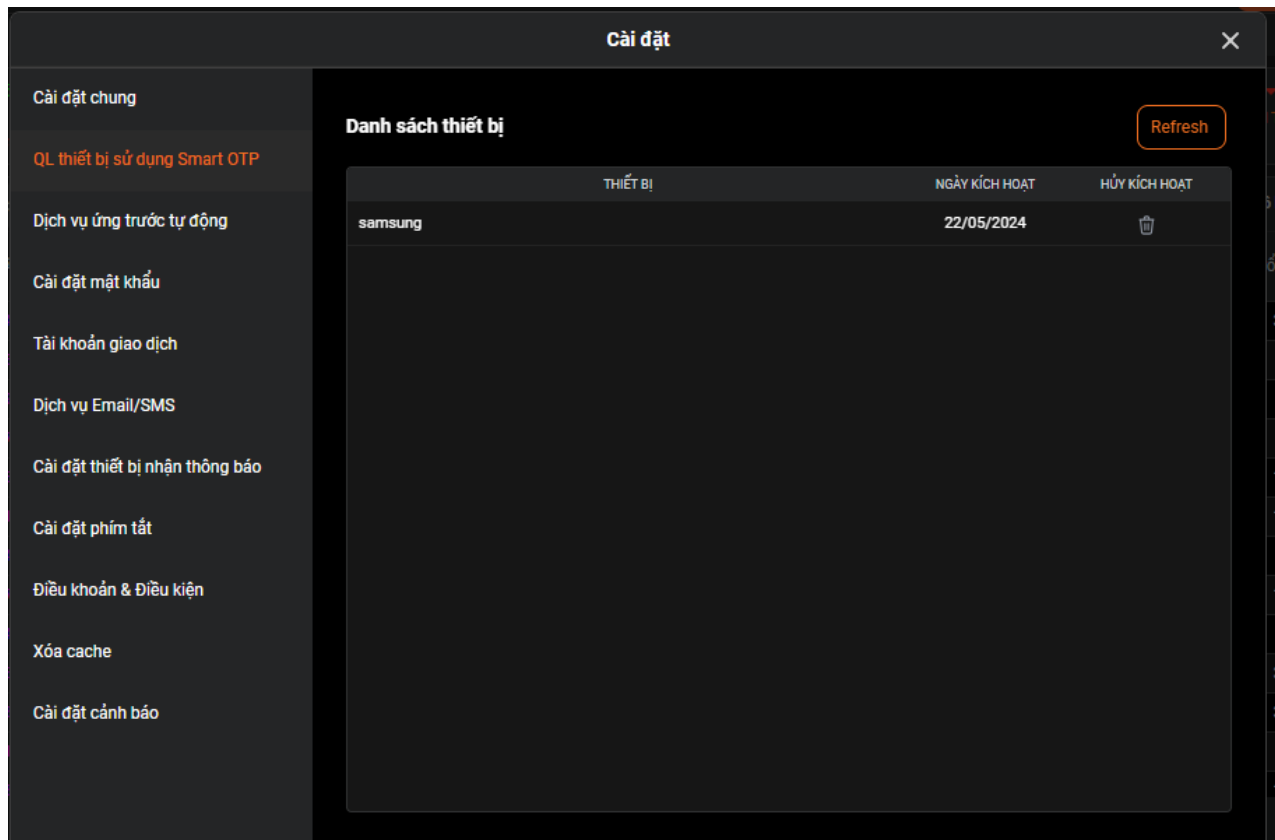 Cài đặt
Cài đặt chung
QL thiết bị sử dụng Smart OTP
Dịch vụ ứng trước tự động
Cài đặt mật khẩu
Tài khoản giao dịch
Dịch vụ Email/SMS
Cài đặt thiết bị nhận thông báo
Cài đặt phím tắt
Điều khoản & Điều kiện
Xóa cache
Cài đặt cảnh báo
Danh sách thiết bị
Refresh
THIẾT BỊ NGÀY KÍCH HOẠT HỦY KÍCH HOẠT
samsung 22/05/2024